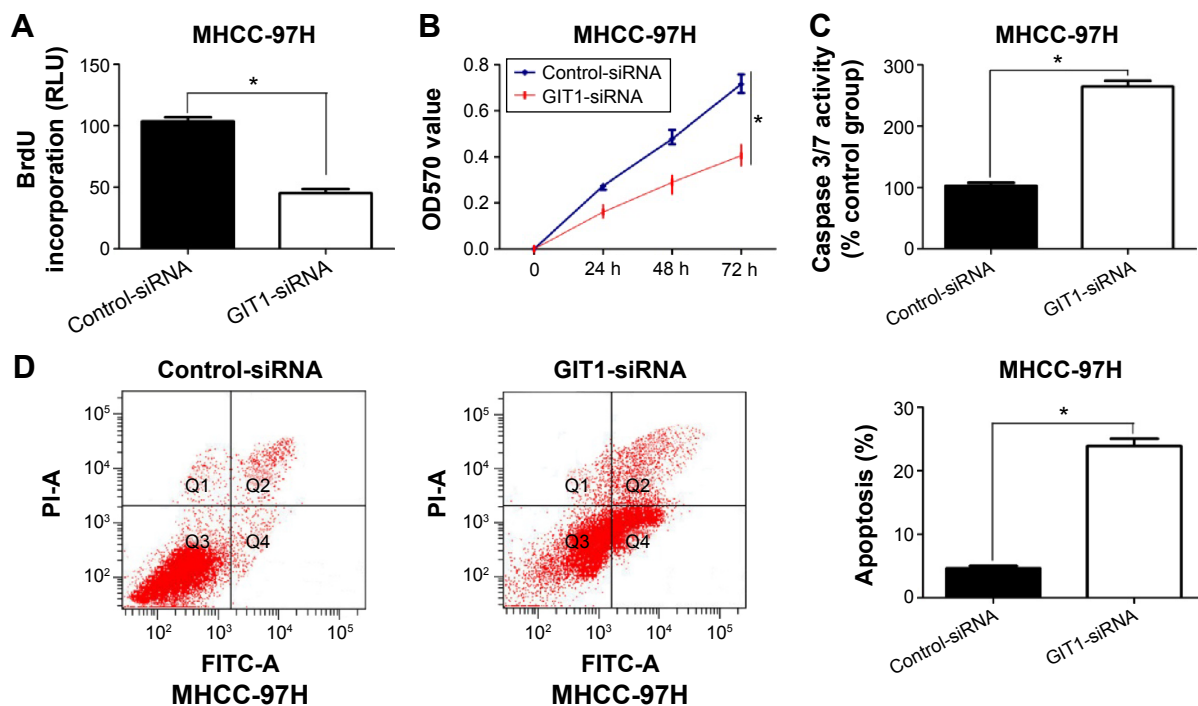 A
MHCC-97H
BrdU
incorporation (RLU)
150
100
50
0
*
Control-siRNA
GIT1-siRNA
B
MHCC-97H
OD570 value
0.8
0.6
0.4
0.2
0.0
Control-siRNA
GIT1-siRNA
*
0
24 h
48 h
72 h
C
MHCC-97H
Caspase 3/7 activity
(% control group)
300
200
100
0
*
Control-siRNA
GIT1-siRNA
D
Control-siRNA
PI-A
10⁵
10⁴
10³
10²
Q1
Q2
Q3
Q4
10² 10³ 10⁴ 10⁵
FITC-A
MHCC-97H
GIT1-siRNA
PI-A
10⁵
10⁴
10³
10²
Q1
Q2
Q3
Q4
10² 10³ 10⁴ 10⁵
FITC-A
MHCC-97H
MHCC-97H
Apoptosis (%)
30
20
10
0
*
Control-siRNA
GIT1-siRNA